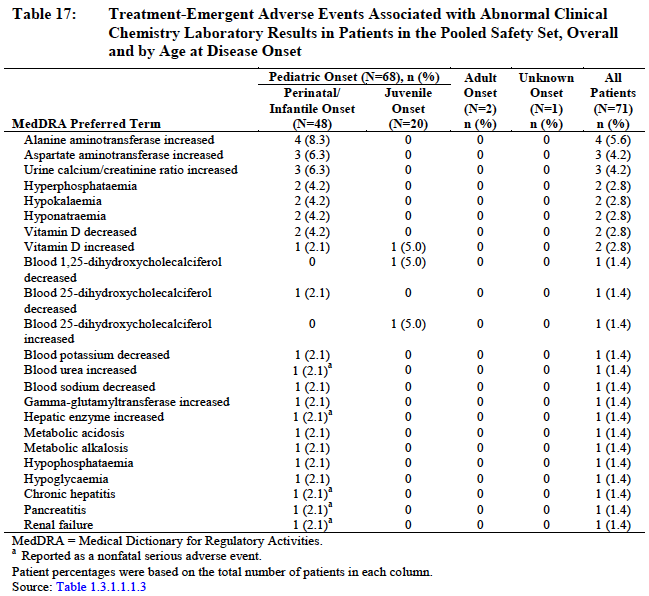 Table 17: Treatment-Emergent Adverse Events Associated with Abnormal Clinical
Chemistry Laboratory Results in Patients in the Pooled Safety Set, Overall
and by Age at Disease Onset
Pediatric Onset (N=68), n (%) Adult Unknown All
Perinatal/ Juvenile Onset Onset Patients
Infantile Onset Onset (N=2) (N=1) (N=71)
MedDRA Preferred Term (N=48) (N=20) n (%) n (%) n (%)
Alanine aminotransferase increased 4 (8.3) 0 0 0 4 (5.6)
Aspartate aminotransferase increased 3 (6.3) 0 0 0 3 (4.2)
Urine calcium/creatinine ratio increased 3 (6.3) 0 0 0 3 (4.2)
Hyperphosphataemia 2 (4.2) 0 0 0 2 (2.8)
Hypokalaemia 2 (4.2) 0 0 0 2 (2.8)
Hyponatraemia 2 (4.2) 0 0 0 2 (2.8)
Vitamin D decreased 2 (4.2) 0 0 0 2 (2.8)
Vitamin D increased 1 (2.1) 1 (5.0) 0 0 2 (2.8)
Blood 1,25-dihydroxycholecalciferol 0 1 (5.0) 0 0 1 (1.4)
decreased
Blood 25-dihydroxycholecalciferol 1 (2.1) 0 0 0 1 (1.4)
decreased
Blood 25-dihydroxycholecalciferol 0 1 (5.0) 0 0 1 (1.4)
increased
Blood potassium decreased 1 (2.1) 0 0 0 1 (1.4)
Blood urea increased 1 (2.1)a 0 0 0 1 (1.4)
Blood sodium decreased 1 (2.1) 0 0 0 1 (1.4)
Gamma-glutamyltransferase increased 1 (2.1) 0 0 0 1 (1.4)
Hepatic enzyme increased 1 (2.1)a 0 0 0 1 (1.4)
Metabolic acidosis 1 (2.1) 0 0 0 1 (1.4)
Metabolic alkalosis 1 (2.1) 0 0 0 1 (1.4)
Hypophosphataemia 1 (2.1) 0 0 0 1 (1.4)
Hypoglycaemia 1 (2.1) 0 0 0 1 (1.4)
Chronic hepatitis 1 (2.1)a 0 0 0 1 (1.4)
Pancreatitis 1 (2.1)a 0 0 0 1 (1.4)
Renal failure 1 (2.1)a 0 0 0 1 (1.4)
MedDRA = Medical Dictionary for Regulatory Activities.
a Reported as a nonfatal serious adverse event.
Patient percentages were based on the total number of patients in each column.
Source: Table 1.3.1.1.1.3